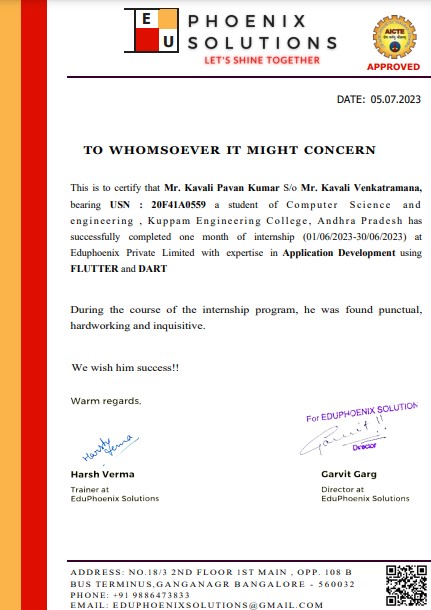 E
U
PHOENIX
SOLUTIONS
LET'S SHINE TOGETHER
AICTE
APPROVED
DATE: 05.07.2023
TO WHOMSOEVER IT MIGHT CONCERN
This is to certify that Mr. Kavali Pavan Kumar S/o Mr. Kavali Venkatramana,
bearing USN : 20F41A0559 a student of Computer Science and
engineering , Kuppam Engineering College, Andhra Pradesh has
successfully completed one month of internship (01/06/2023-30/06/2023) at
Eduphoenix Private Limited with expertise in Application Development using
FLUTTER and DART
During the course of the internship program, he was found punctual,
hardworking and inquisitive.
We wish him success!!
Warm regards,
For EDUPHOENIX SOLUTION
Harsh Verma
Garvit !!
Director
Harsh Verma
Garvit Garg
Trainer at
EduPhoenix Solutions
Director at
EduPhoenix Solutions
ADDRESS: NO.18/3 2ND FLOOR 1ST MAIN , OPP. 108 B
BUS TERMINUS,GANGANAGR BANGALORE - 560032
PHONE: +91 9886473833
EMAIL: EDUPHOENIXSOLUTIONS@GMAIL.COM